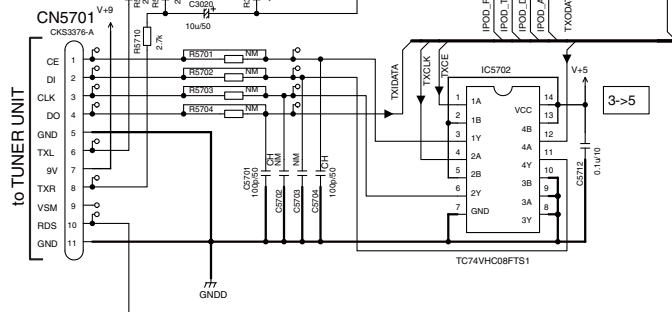 CN5701
CKS3376-A
V+9
C3020
10u/50
R5710
2.7k
to TUNER UNIT
CE 1
DI 2
CLK 3
DO 4
GND 5
TXL 6
9V 7
TXR 8
VSM 9
RDS 10
GND 11
R5701 NM
R5702 NM
R5703 NM
R5704 NM
C5701
100p/50
CH
C5702
NM
C5703
NM
C5704
100p/50
CH
GNDD
TXIDATA
TXCLK
TXCE
TXODA
IC5702
1 1A
2 1B
3 1Y
4 2A
5 2B
6 2Y
7 GND
VCC 14
4B 13
4A 12
4Y 11
3B 10
3A 9
3Y 8
TC74VHC08FTS1
V+5
C5712
0.1u/10
3->5